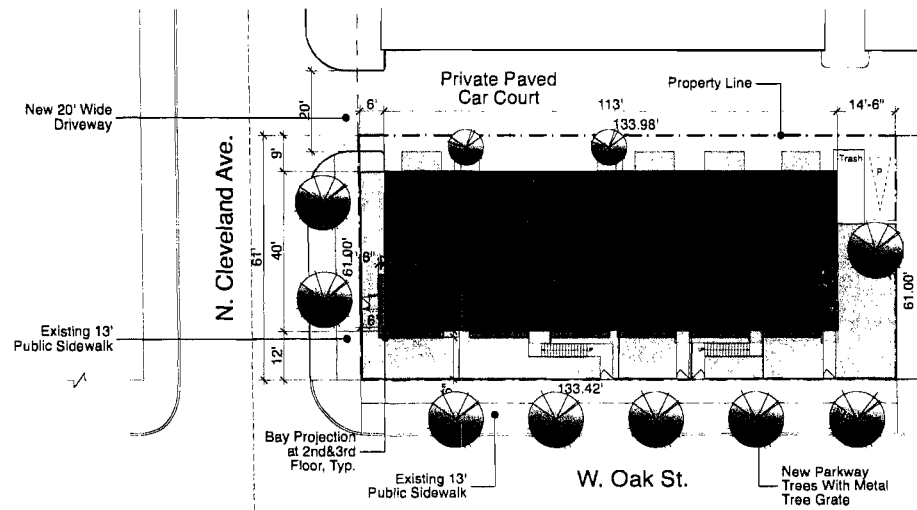 Private Paved
Car Court
Property Line
New 20' Wide
Driveway
20'
6'
113'
14'-6"
133.98'
9'
Trash
P
N. Cleveland Ave.
61'
40'
61.00'
6"
61.00'
6'
Existing 13'
Public Sidewalk
12'
133.42'
Bay Projection
at 2nd&3rd
Floor, Typ.
Existing 13'
Public Sidewalk
W. Oak St.
New Parkway
Trees With Metal
Tree Grate